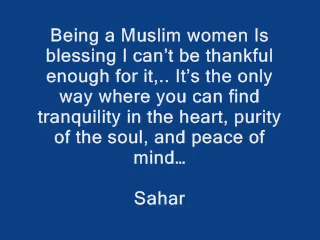 Being a Muslim women Is
blessing I can't be thankful
enough for it,.. It's the only
way where you can find
tranquility in the heart, purity
of the soul, and peace of
mind…
Sahar